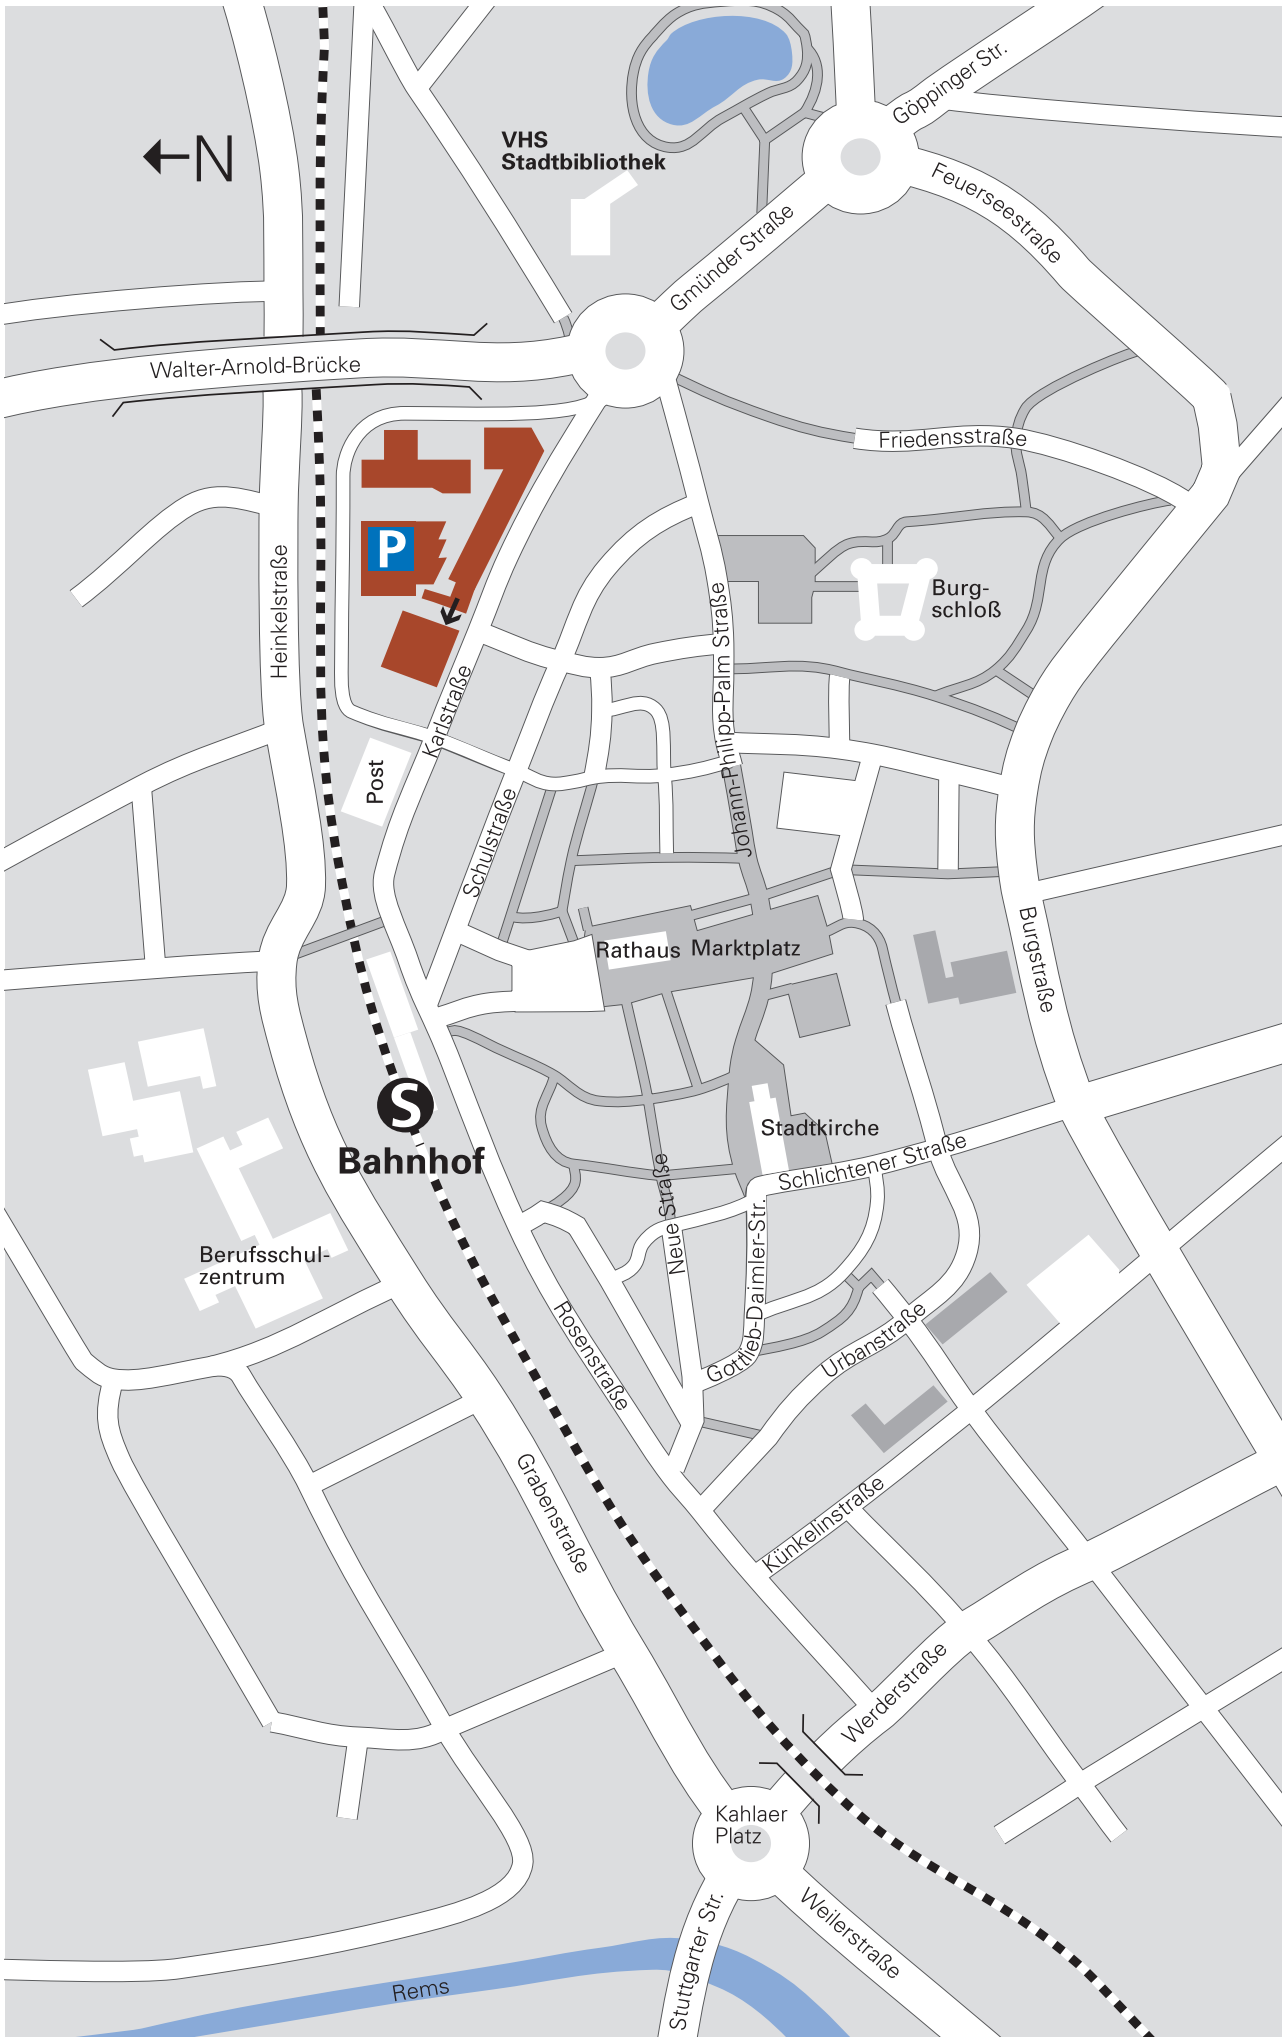 Göppinger Str.
N
VHS
Stadtbibliothek
Feuerseestraße
Gmünder Straße
Walter-Arnold-Brücke
Friedensstraße
P
Heinkelstraße
Burg-
schloß
Johann-Philipp-Palm Straße
Karlstraße
Post
Schulstraße
Rathaus
Marktplatz
Burgstraße
S
Bahnhof
Stadtkirche
Schlichtener Straße
Neue Straße
Gottlieb-Daimler-Str.
Berufsschul-
zentrum
Rosenstraße
Urbanstraße
Grabenstraße
Künkelinstraße
Werderstraße
Kahlaer
Platz
Weilerstraße
Stuttgarter Str.
Rems